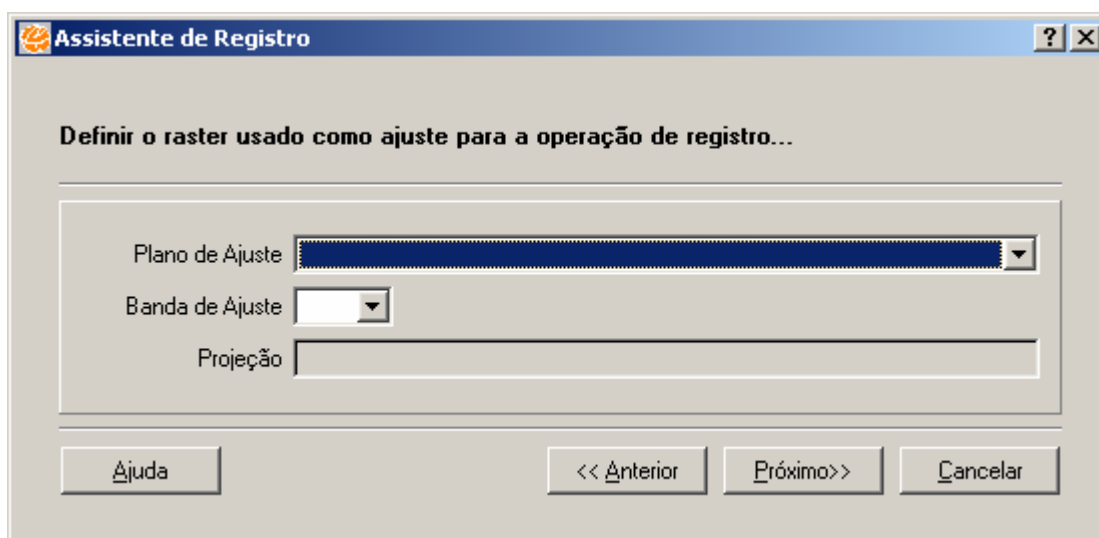 Assistente de Registro
Definir o raster usado como ajuste para a operação de registro...
Plano de Ajuste
Banda de Ajuste
Projeção
Ajuda << Anterior Próximo>> Cancelar